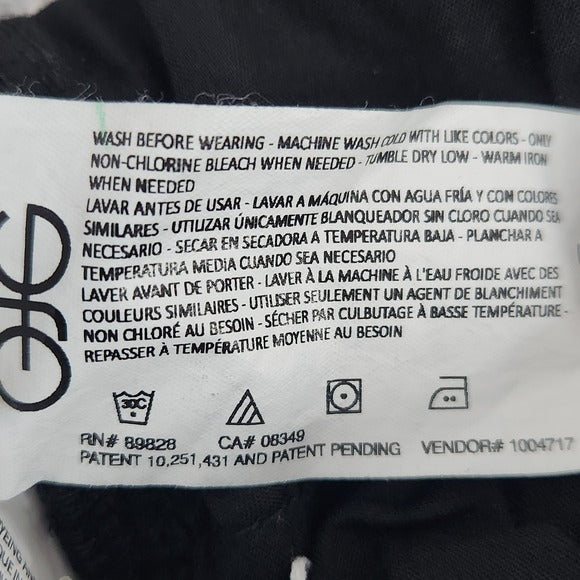 WASH BEFORE WEARING - MACHINE WASH COLD WITH LIKE COLORS - ONLY
NON-CHLORINE BLEACH WHEN NEEDED - TUMBLE DRY LOW - WARM IRON
WHEN NEEDED
LAVAR ANTES DE USAR - LAVAR A MÁQUINA CON AGUA FRÍA Y CON COLORES
SIMILARES - UTILIZAR ÚNICAMENTE BLANQUEADOR SIN CLORO CUANDO SEA
NECESARIO - SECAR EN SECADORA A TEMPERATURA BAJA - PLANCHAR A
TEMPERATURA MEDIA CUANDO SEA NECESARIO
LAVER AVANT DE PORTER - LAVER À LA MACHINE À L'EAU FROIDE AVEC DES
COULEURS SIMILAIRES - UTILISER SEULEMENT UN AGENT DE BLANCHIMENT
NON CHLORÉ AU BESOIN - SÉCHER PAR CULBUTAGE À BASSE TEMPÉRATURE -
REPASSER À TEMPÉRATURE MOYENNE AU BESOIN
30C
RN# 89828 CA# 08349
PATENT 10,251,431 AND PATENT PENDING VENDOR# 1004717